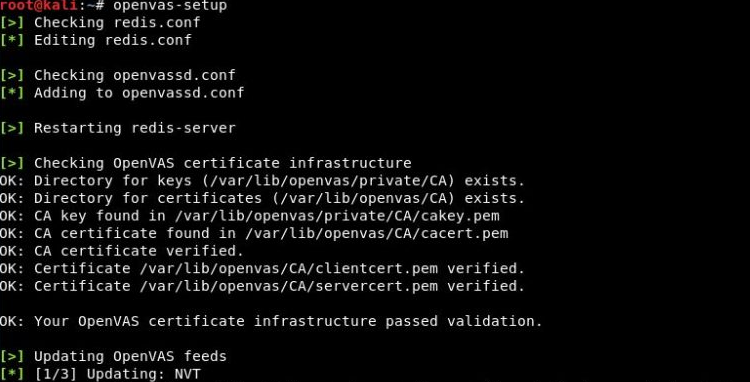 root@kali:~# openvas-setup
[>] Checking redis.conf
[*] Editing redis.conf
[>] Checking openvassd.conf
[*] Adding to openvassd.conf
[>] Restarting redis-server
[>] Checking OpenVAS certificate infrastructure
OK: Directory for keys (/var/lib/openvas/private/CA) exists.
OK: Directory for certificates (/var/lib/openvas/CA) exists.
OK: CA key found in /var/lib/openvas/private/CA/cakey.pem
OK: CA certificate found in /var/lib/openvas/CA/cacert.pem
OK: CA certificate verified.
OK: Certificate /var/lib/openvas/CA/clientcert.pem verified.
OK: Certificate /var/lib/openvas/CA/servercert.pem verified.
OK: Your OpenVAS certificate infrastructure passed validation.
[>] Updating OpenVAS feeds
[*] [1/3] Updating: NVT